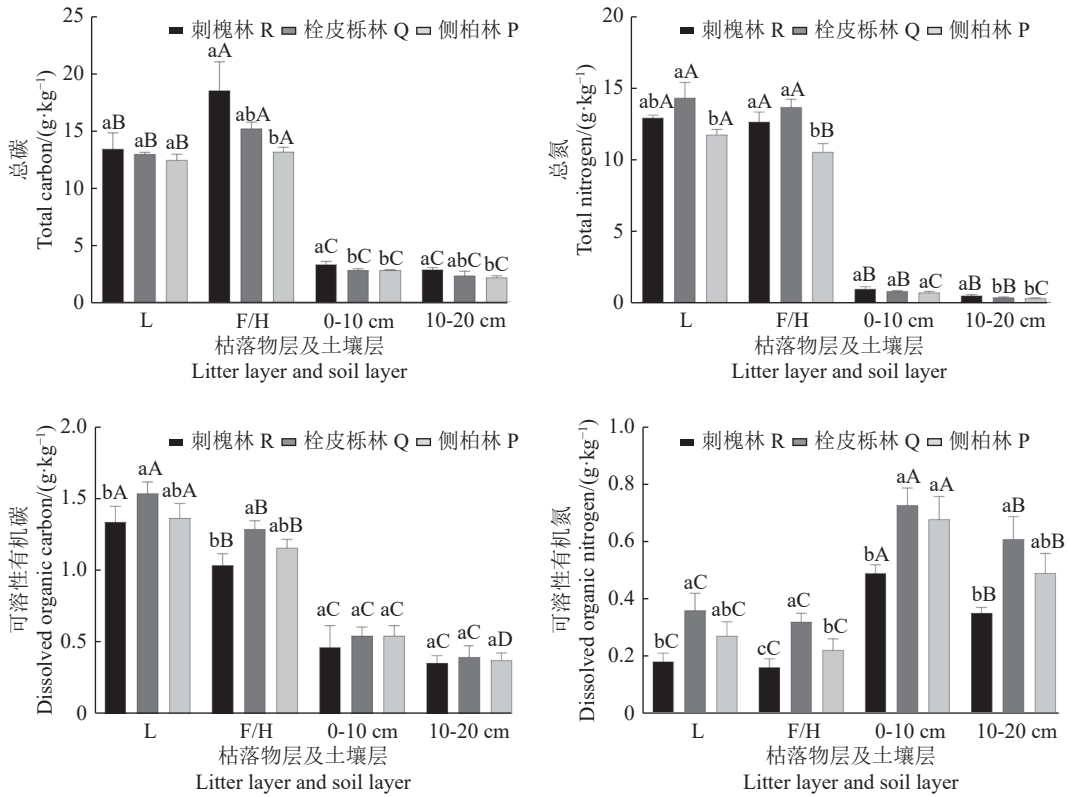 25
20
15
10
5
0
总碳
Total carbon/(g·kg⁻¹)
刺槐林 R 栓皮栎林 Q 侧柏林 P
aB aB aB
aA abA bA
aC bC bC
aC abC bC
L F/H 0-10 cm 10-20 cm
枯落物层及土壤层
Litter layer and soil layer
20
15
10
5
0
总氮
Total nitrogen/(g·kg⁻¹)
刺槐林 R 栓皮栎林 Q 侧柏林 P
abA aA bA
aA aA bB
aB aB aC
aB bB bC
L F/H 0-10 cm 10-20 cm
枯落物层及土壤层
Litter layer and soil layer
2.0
1.5
1.0
0.5
0
可溶性有机碳
Dissolved organic carbon/(g·kg⁻¹)
刺槐林 R 栓皮栎林 Q 侧柏林 P
bA aA abA
bB aB abB
aC aC aC
aC aC aD
L F/H 0-10 cm 10-20 cm
枯落物层及土壤层
Litter layer and soil layer
1.0
0.8
0.6
0.4
0.2
0
可溶性有机氮
Dissolved organic nitrogen/(g·kg⁻¹)
刺槐林 R 栓皮栎林 Q 侧柏林 P
bC aC abC
cC aC bC
bA aA aA
bB aB abB
L F/H 0-10 cm 10-20 cm
枯落物层及土壤层
Litter layer and soil layer